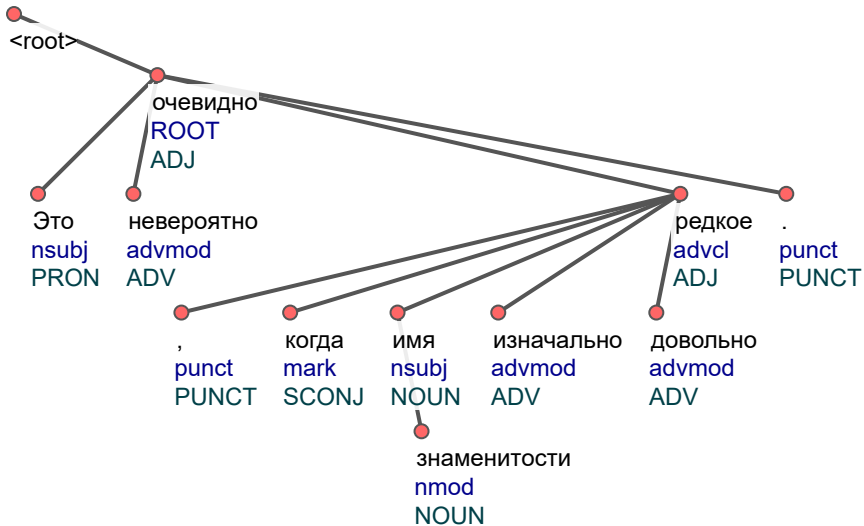 <root>
очевидно
ROOT
ADJ
Это
nsubj
PRON
невероятно
advmod
ADV
редкое
advcl
ADJ
.
punct
PUNCT
,
punct
PUNCT
когда
mark
SCONJ
имя
nsubj
NOUN
изначально
advmod
ADV
довольно
advmod
ADV
знаменитости
nmod
NOUN